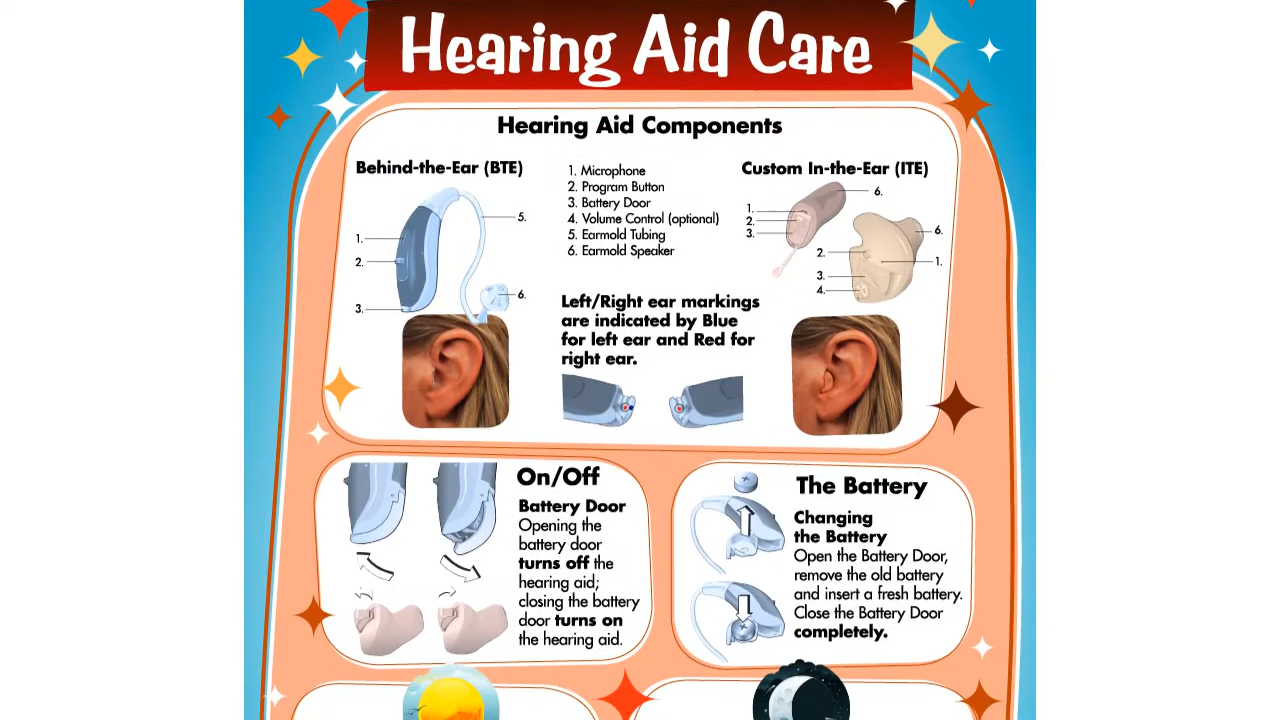 Hearing Aid Care
Hearing Aid Components
Behind-the-Ear (BTE)
1.
2.
3.
5.
6.
1. Microphone
2. Program Button
3. Battery Door
4. Volume Control (optional)
5. Earmold Tubing
6. Earmold Speaker
Custom In-the-Ear (ITE)
6.
1.
2.
3.
6.
2.
1.
3.
4.
Left/Right ear markings
are indicated by Blue
for left ear and Red for
right ear.
On/Off
Battery Door
Opening the
battery door
turns off the
hearing aid;
closing the battery
door turns on
the hearing aid.
The Battery
Changing
the Battery
Open the Battery Door,
remove the old battery
and insert a fresh battery.
Close the Battery Door
completely.